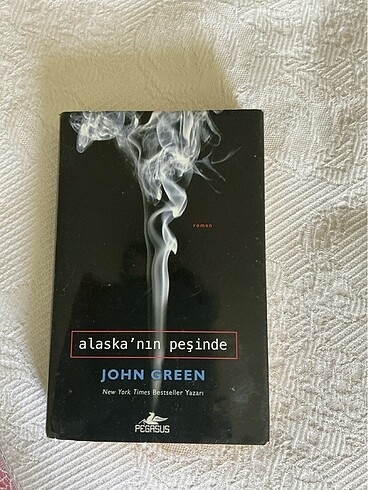 roman
alaska'nın peşinde
JOHN GREEN
New York Times Bestseller Yazarı
PEGASUS